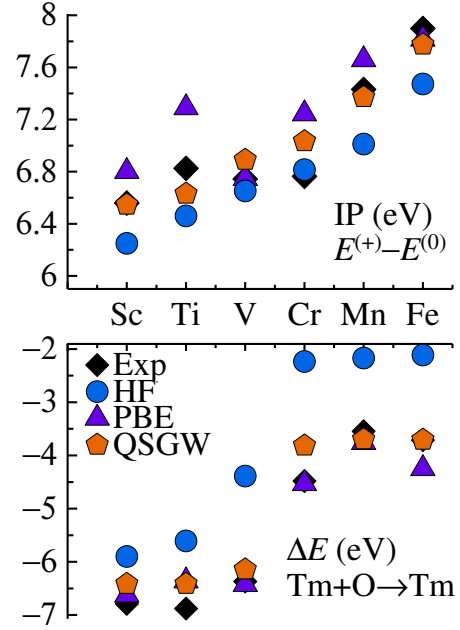 8
7.6
7.2
6.8
6.4
6
IP (eV)
E(+)−E(0)
Sc Ti V Cr Mn Fe
−2
−3
−4
−5
−6
−7
Exp
HF
PBE
QSGW
ΔE (eV)
Tm+O→Tm